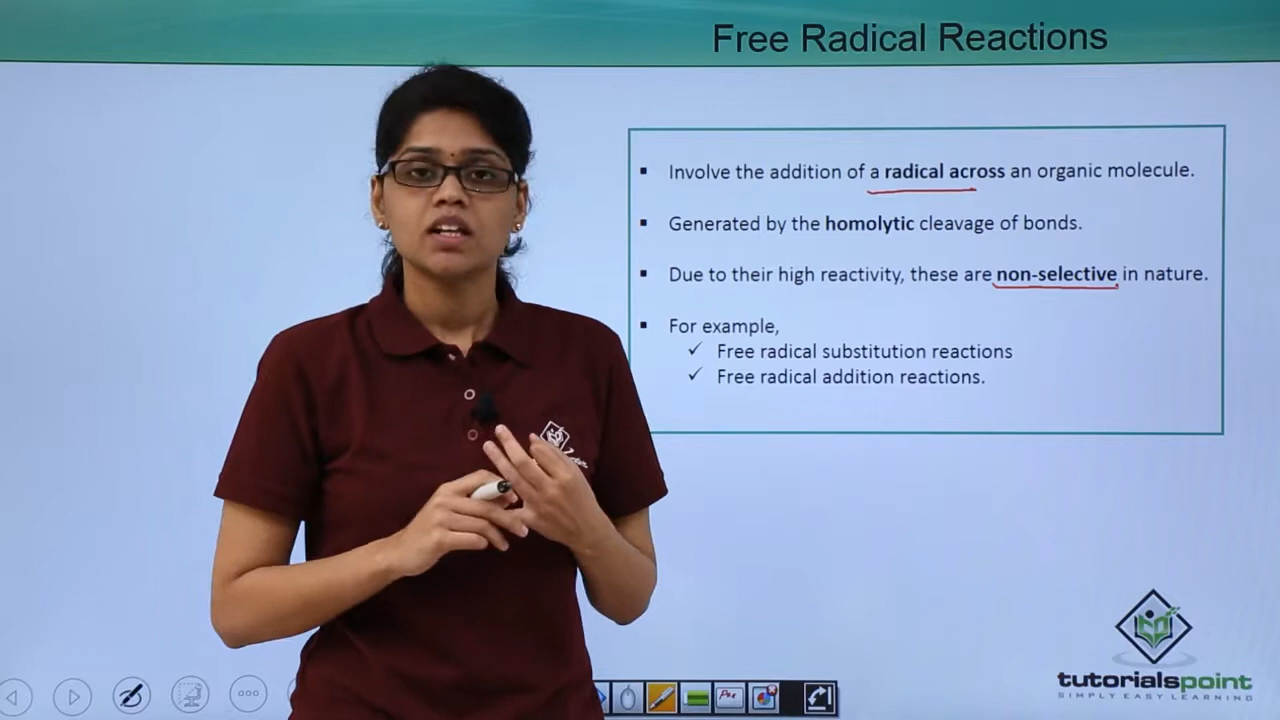 Free Radical Reactions
Involve the addition of a radical across an organic molecule.
Generated by the homolytic cleavage of bonds.
Due to their high reactivity, these are non-selective in nature.
For example,
Free radical substitution reactions
Free radical addition reactions.
tutorialspoint
SIMPLY EASY LEARNING